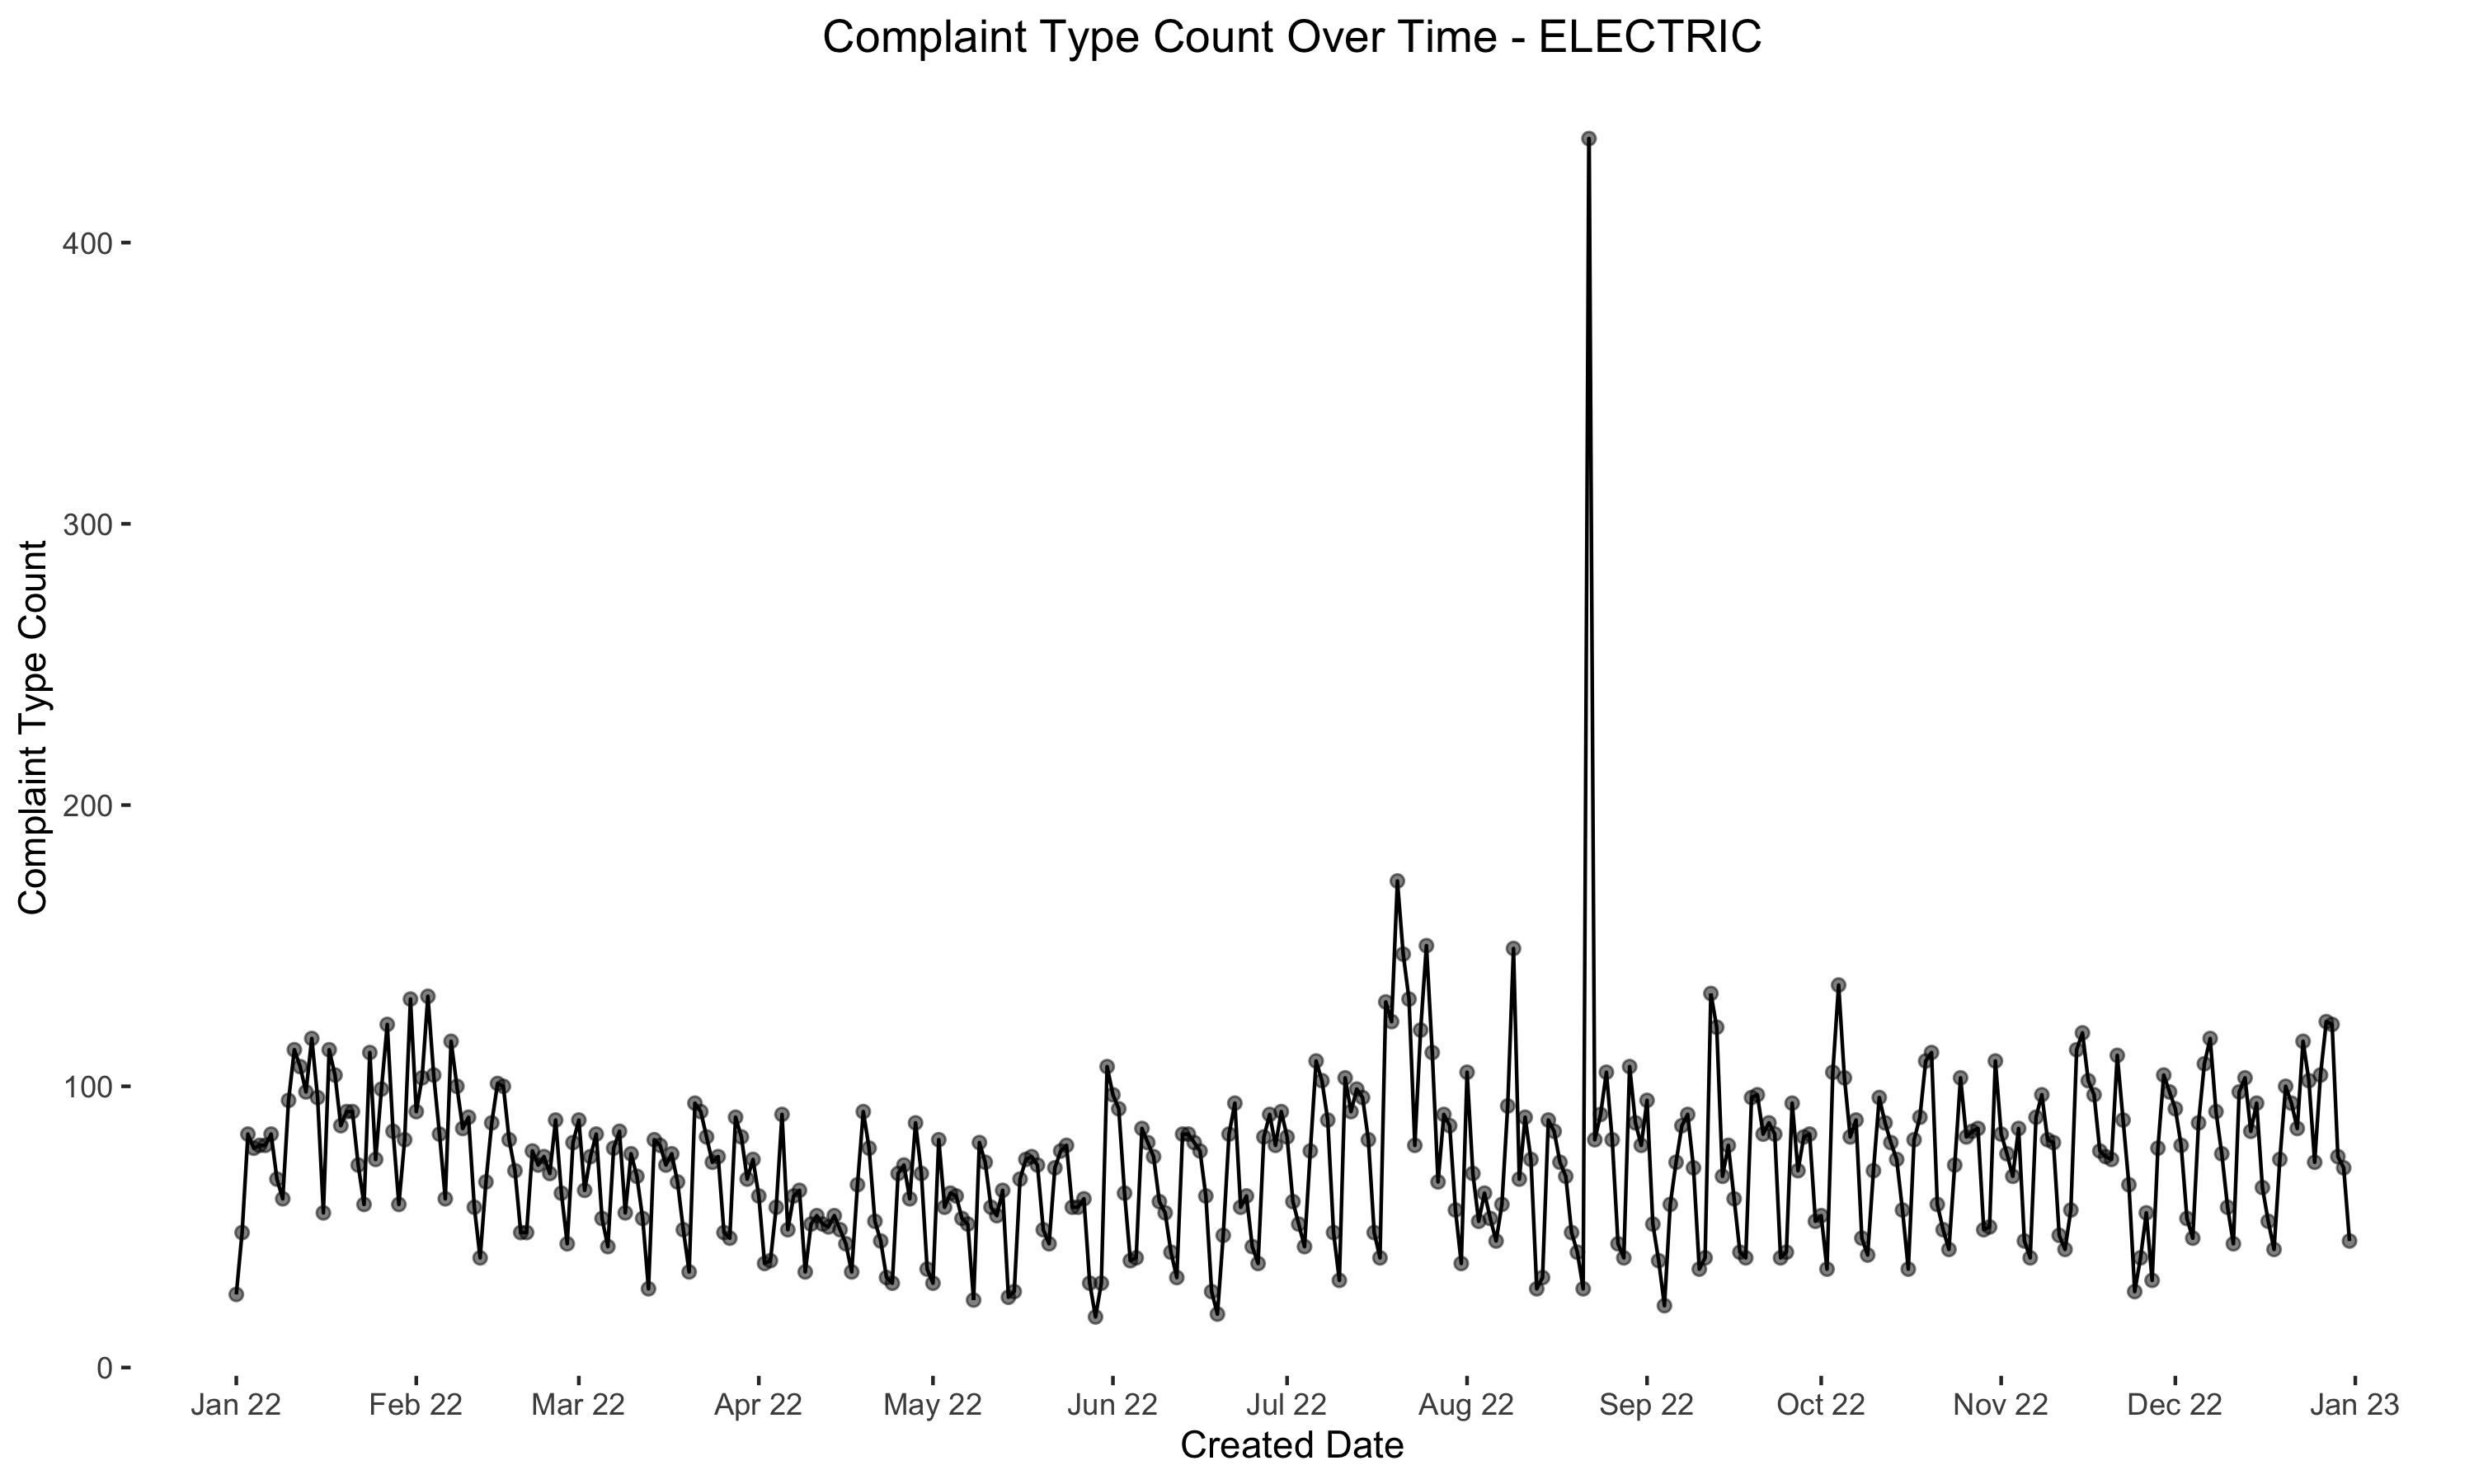 Complaint Type Count Over Time - ELECTRIC
Complaint Type Count
400
300
200
100
0
Jan 22 Feb 22 Mar 22 Apr 22 May 22 Jun 22 Jul 22 Aug 22 Sep 22 Oct 22 Nov 22 Dec 22 Jan 23
Created Date